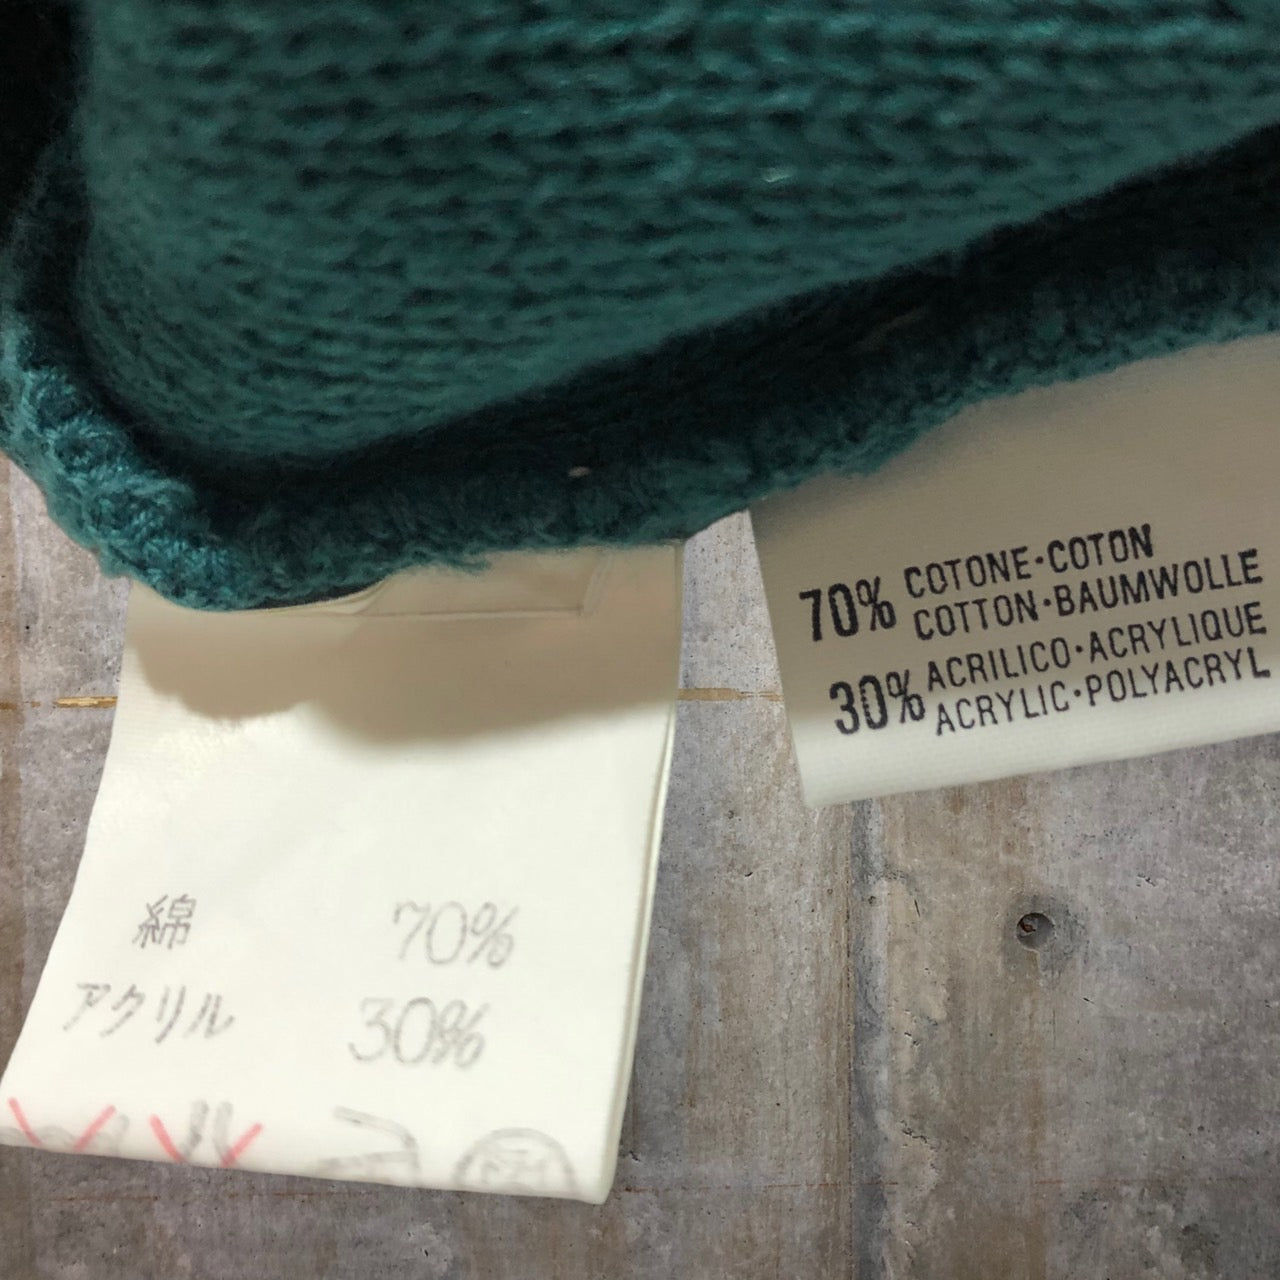 70% COTONE·COTON
COTTON·BAUMWOLLE
30% ACRILICO·ACRYLIQUE
ACRYLIC·POLYACRYL
綿 70%
アクリル 30%